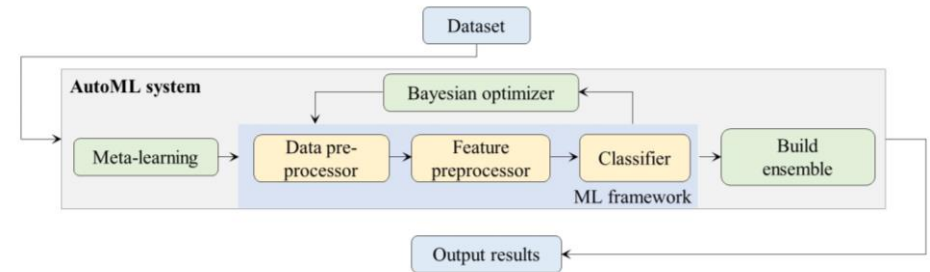 Dataset
AutoML system
Bayesian optimizer
Meta-learning
Data pre-
processor
Feature
preprocessor
Classifier
Build
ensemble
ML framework
Output results